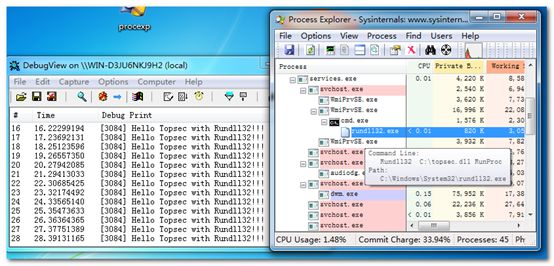 procexp
DebugView on \\WIN-D3JU6NKJ9H2 (local)
File Edit Capture Options Computer Help
# Time Debug Print
16 16.22299194 [3084] Hello Topsec with Rundll32!!!
17 17.23692131 [3084] Hello Topsec with Rundll32!!!
18 18.25123596 [3084] Hello Topsec with Rundll32!!!
19 19.26557350 [3084] Hello Topsec with Rundll32!!!
20 20.27942085 [3084] Hello Topsec with Rundll32!!!
21 21.29413033 [3084] Hello Topsec with Rundll32!!!
22 22.30685425 [3084] Hello Topsec with Rundll32!!!
23 23.32174492 [3084] Hello Topsec with Rundll32!!!
24 24.33565140 [3084] Hello Topsec with Rundll32!!!
25 25.35473633 [3084] Hello Topsec with Rundll32!!!
26 26.36364365 [3084] Hello Topsec with Rundll32!!!
27 27.37751389 [3084] Hello Topsec with Rundll32!!!
28 28.39131165 [3084] Hello Topsec with Rundll32!!!
Process Explorer - Sysinternals: www.sysinter
File Options View Process Find Users Help
Process CPU Private B... Working
services.exe 0.01 4,220 K 8,58
svchost.exe 2,540 K 6,94
WmiPrvSE.exe 3,620 K 7,73
WmiPrvSE.exe 16,996 K 22,08
cmd.exe 1,576 K 2,30
rundll32.exe < 0.01 820 K 3,05
WmiPrvSE.exe 3,932 K 7,82
svchost.e
Command Line:
Rundll32 C:\topsec.dll RunProc
Path:
C:\Windows\System32\rundll32.exe
svchost.e
audiodg.e
svchost.e
dwm.exe 0.15 75,952 K 17,38
svchost.exe 0.06 22,236 K 27,64
svchost.exe < 0.01 3,856 K 7,91
CPU Usage: 1.48% Commit Charge: 33.94% Processes: 45 Ph